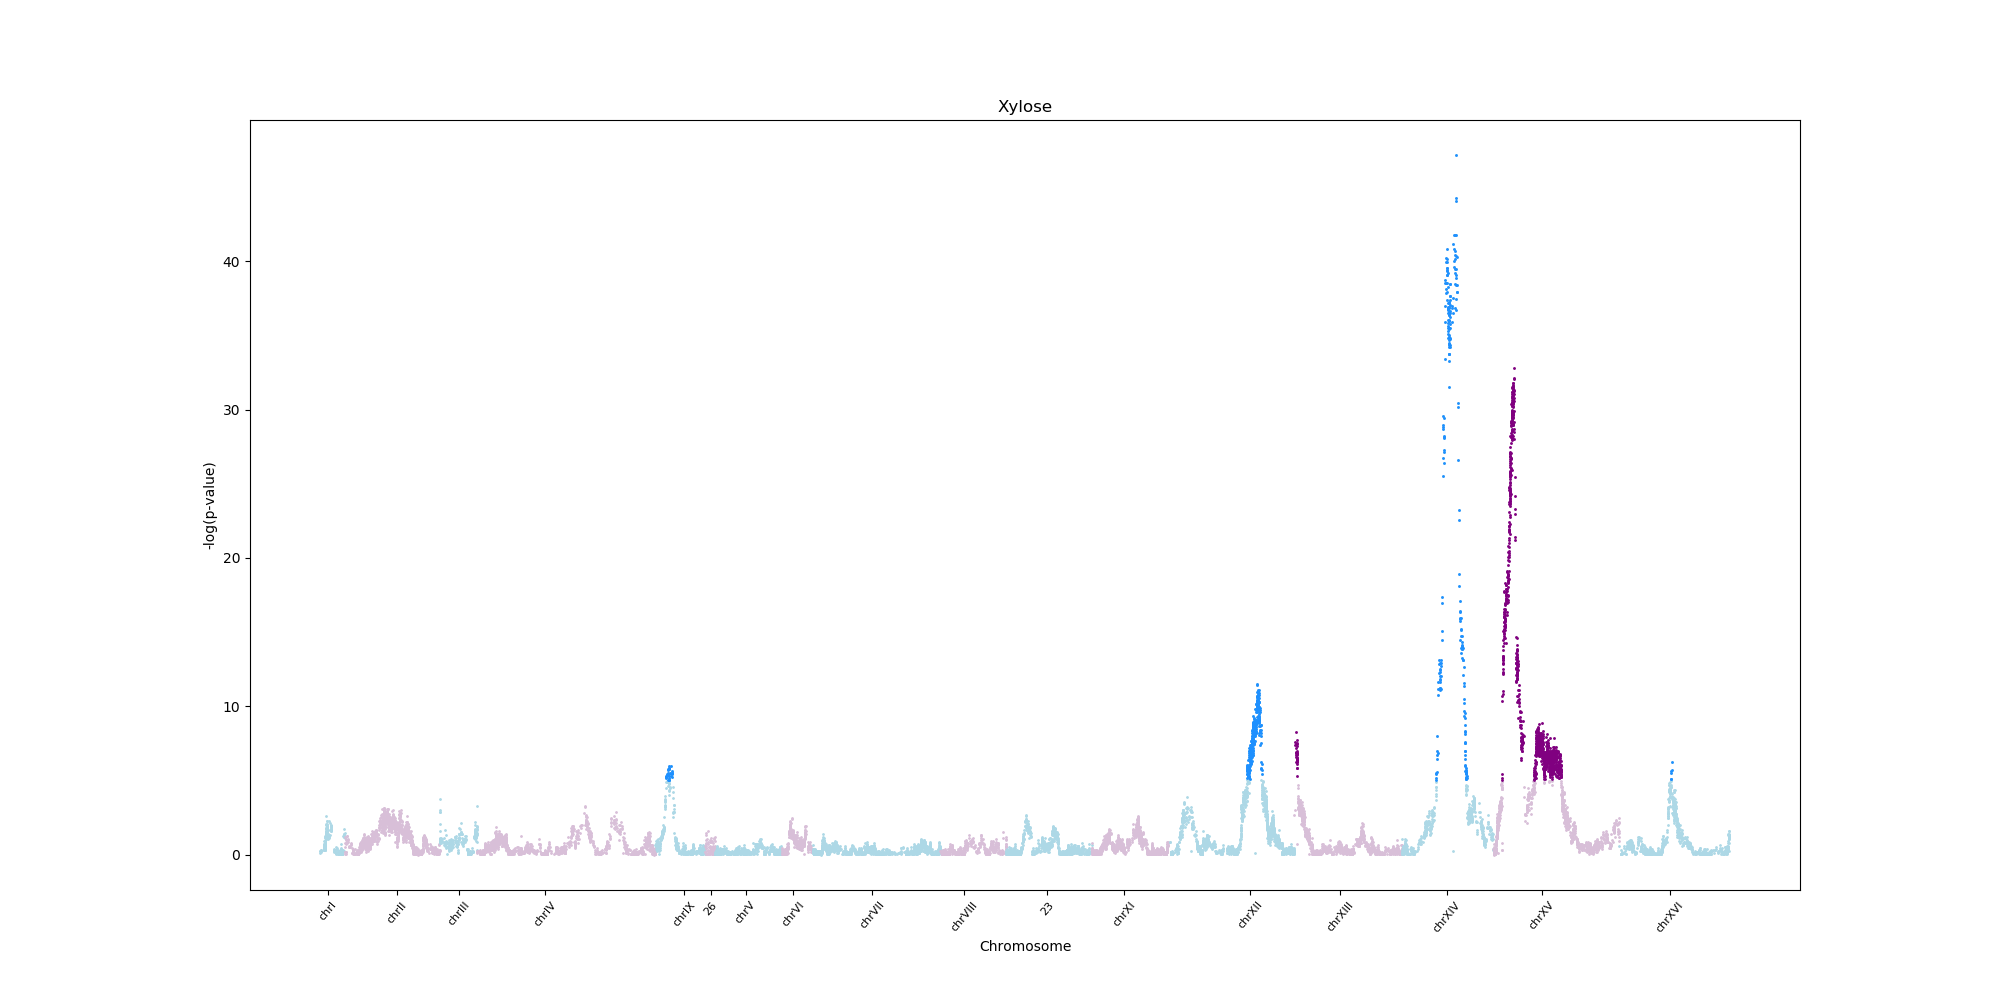 Xylose
-log(p-value)
40
30
20
10
0
chrI chrII chrIII chrIV chrIX 26 chrV chrVI chrVII chrVIII 23 chrXI chrXII chrXIII chrXIV chrXV chrXVI
Chromosome